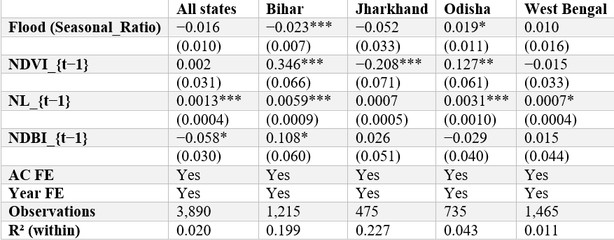 All states Bihar Jharkhand Odisha West Bengal
Flood (Seasonal_Ratio) −0.016 −0.023*** −0.052 0.019* 0.010
(0.010) (0.007) (0.033) (0.011) (0.016)
NDVI_{t−1} 0.002 0.346*** −0.208*** 0.127** −0.015
(0.031) (0.066) (0.071) (0.061) (0.033)
NL_{t−1} 0.0013*** 0.0059*** 0.0007 0.0031*** 0.0007*
(0.0004) (0.0009) (0.0005) (0.0010) (0.0004)
NDBI_{t−1} −0.058* 0.108* 0.026 −0.029 0.015
(0.030) (0.060) (0.051) (0.040) (0.044)
AC FE Yes Yes Yes Yes Yes
Year FE Yes Yes Yes Yes Yes
Observations 3,890 1,215 475 735 1,465
R² (within) 0.020 0.199 0.227 0.043 0.011